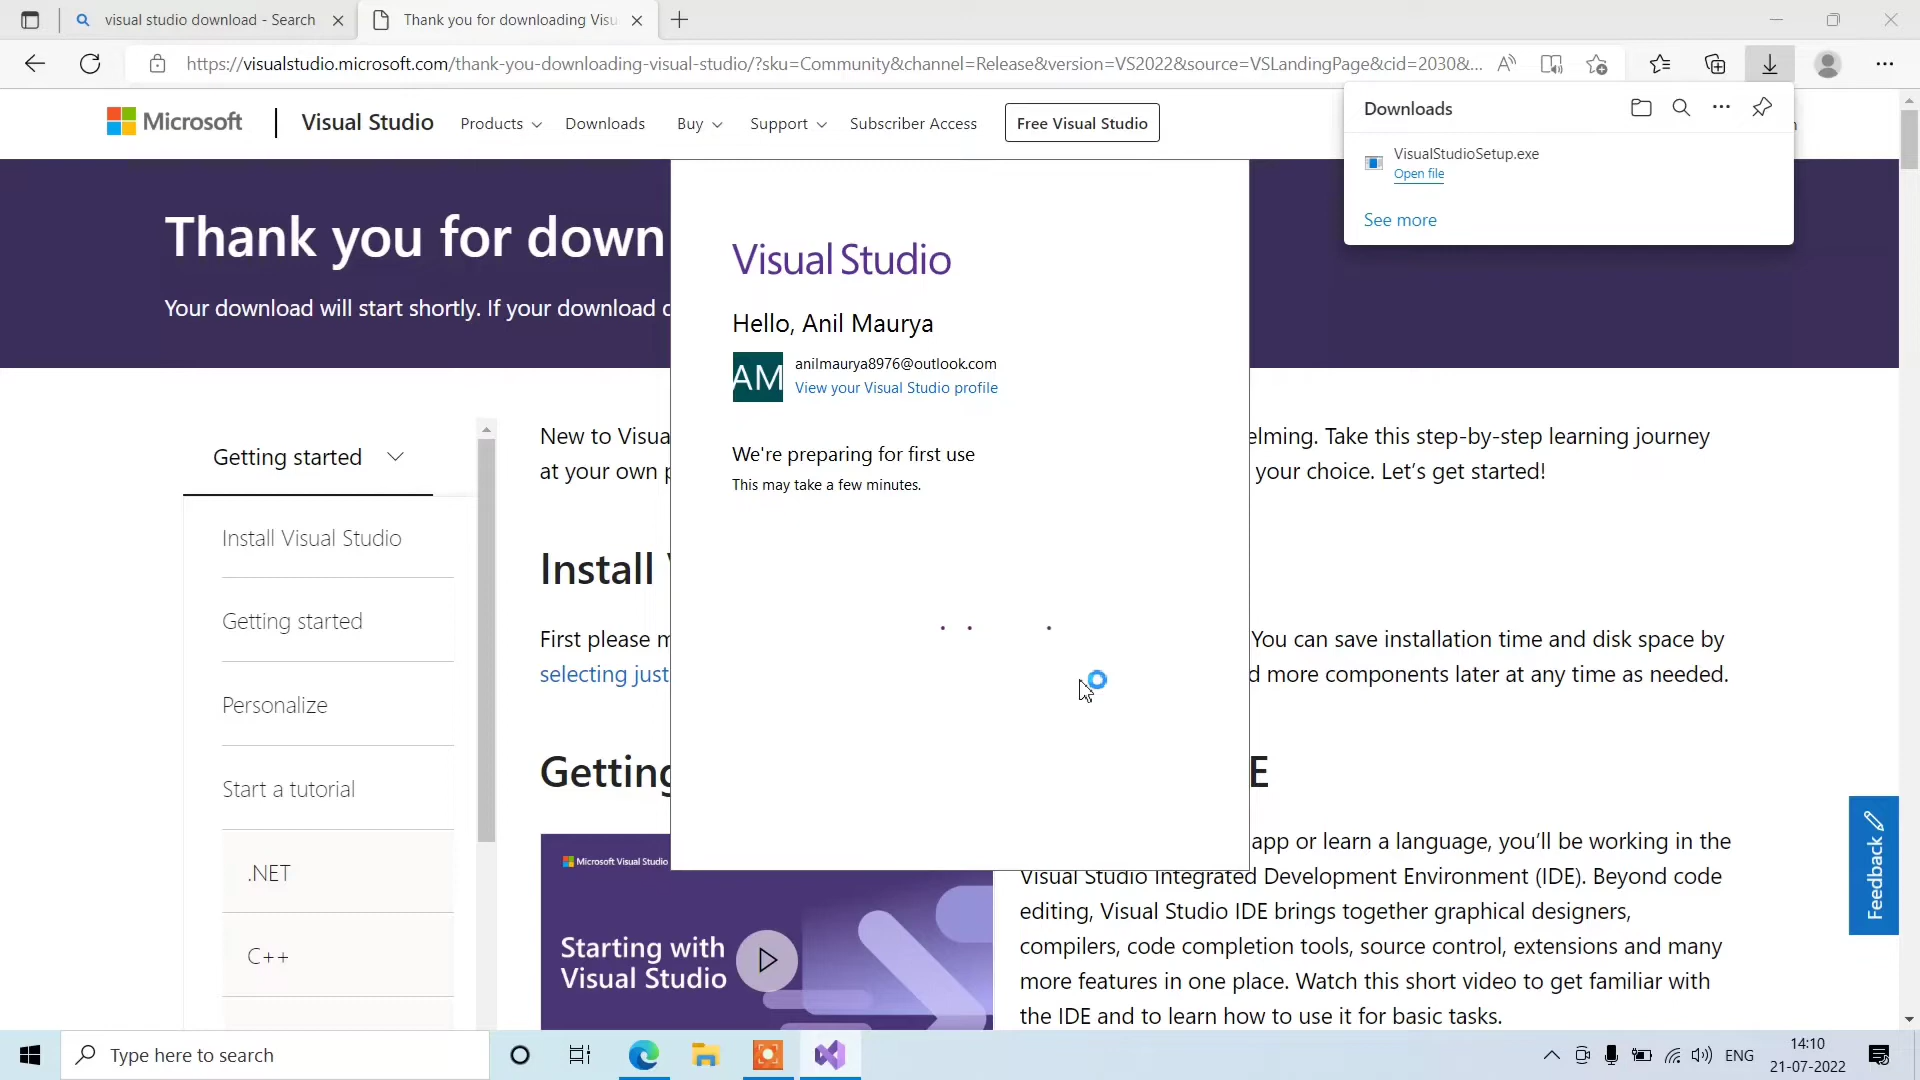 visual studio download - Search
Thank you for downloading Visu
https://visualstudio.microsoft.com/thank-you-downloading-visual-studio/?sku=Community&channel=Release&version=VS2022&source=VSLandingPage&cid=2030&...
Microsoft
Visual Studio
Products
Downloads
Buy
Support
Subscriber Access
Free Visual Studio
Downloads
VisualStudioSetup.exe
Open file
See more
Thank you for down
Your download will start shortly. If your download
Visual Studio
Hello, Anil Maurya
AM
anilmaurya8976@outlook.com
View your Visual Studio profile
We're preparing for first use
This may take a few minutes.
Getting started
Install Visual Studio
Getting started
Personalize
Start a tutorial
.NET
C++
New to Visua
elming. Take this step-by-step learning journey
at your own
your choice. Let's get started!
Install
First please m
You can save installation time and disk space by
selecting just
d more components later at any time as needed.
Getting
E
Microsoft Visual Studio
Starting with
Visual Studio
app or learn a language, you'll be working in the
Visual Studio Integrated Development Environment (IDE). Beyond code
editing, Visual Studio IDE brings together graphical designers,
compilers, code completion tools, source control, extensions and many
more features in one place. Watch this short video to get familiar with
the IDE and to learn how to use it for basic tasks.
Feedback
Type here to search
ENG
14:10
21-07-2022